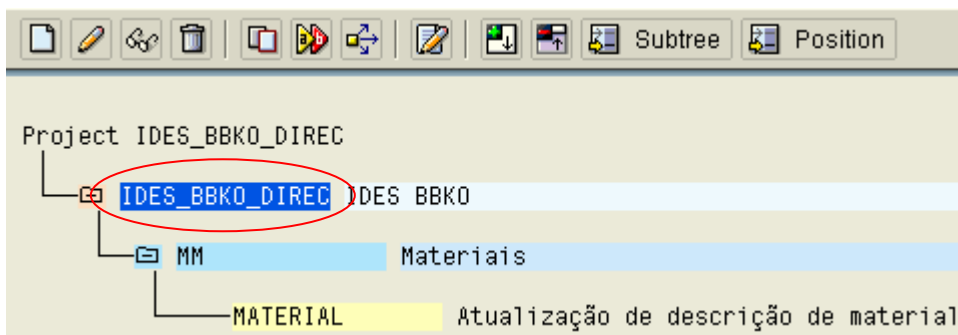 Subtree Position
Project IDES_BBKO_DIREC
IDES_BBKO_DIREC IDES BBKO
MM Materiais
MATERIAL Atualização de descrição de material